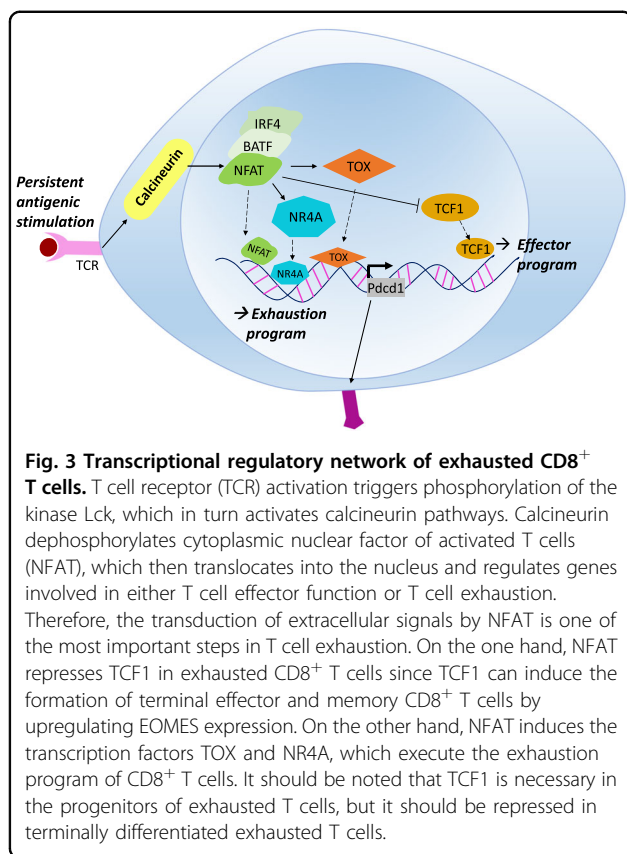 IRF4
BATF
NFAT
TOX
Calcineurin
Persistent
antigenic
stimulation
TCR
NR4A
TCF1
NFAT
NR4A
TOX
TCF1
→ Effector
program
Pdcd1
→ Exhaustion
program
Fig. 3 Transcriptional regulatory network of exhausted CD8⁺
T cells. T cell receptor (TCR) activation triggers phosphorylation of the
kinase Lck, which in turn activates calcineurin pathways. Calcineurin
dephosphorylates cytoplasmic nuclear factor of activated T cells
(NFAT), which then translocates into the nucleus and regulates genes
involved in either T cell effector function or T cell exhaustion.
Therefore, the transduction of extracellular signals by NFAT is one of
the most important steps in T cell exhaustion. On the one hand, NFAT
represses TCF1 in exhausted CD8⁺ T cells since TCF1 can induce the
formation of terminal effector and memory CD8⁺ T cells by
upregulating EOMES expression. On the other hand, NFAT induces the
transcription factors TOX and NR4A, which execute the exhaustion
program of CD8⁺ T cells. It should be noted that TCF1 is necessary in
the progenitors of exhausted T cells, but it should be repressed in
terminally differentiated exhausted T cells.